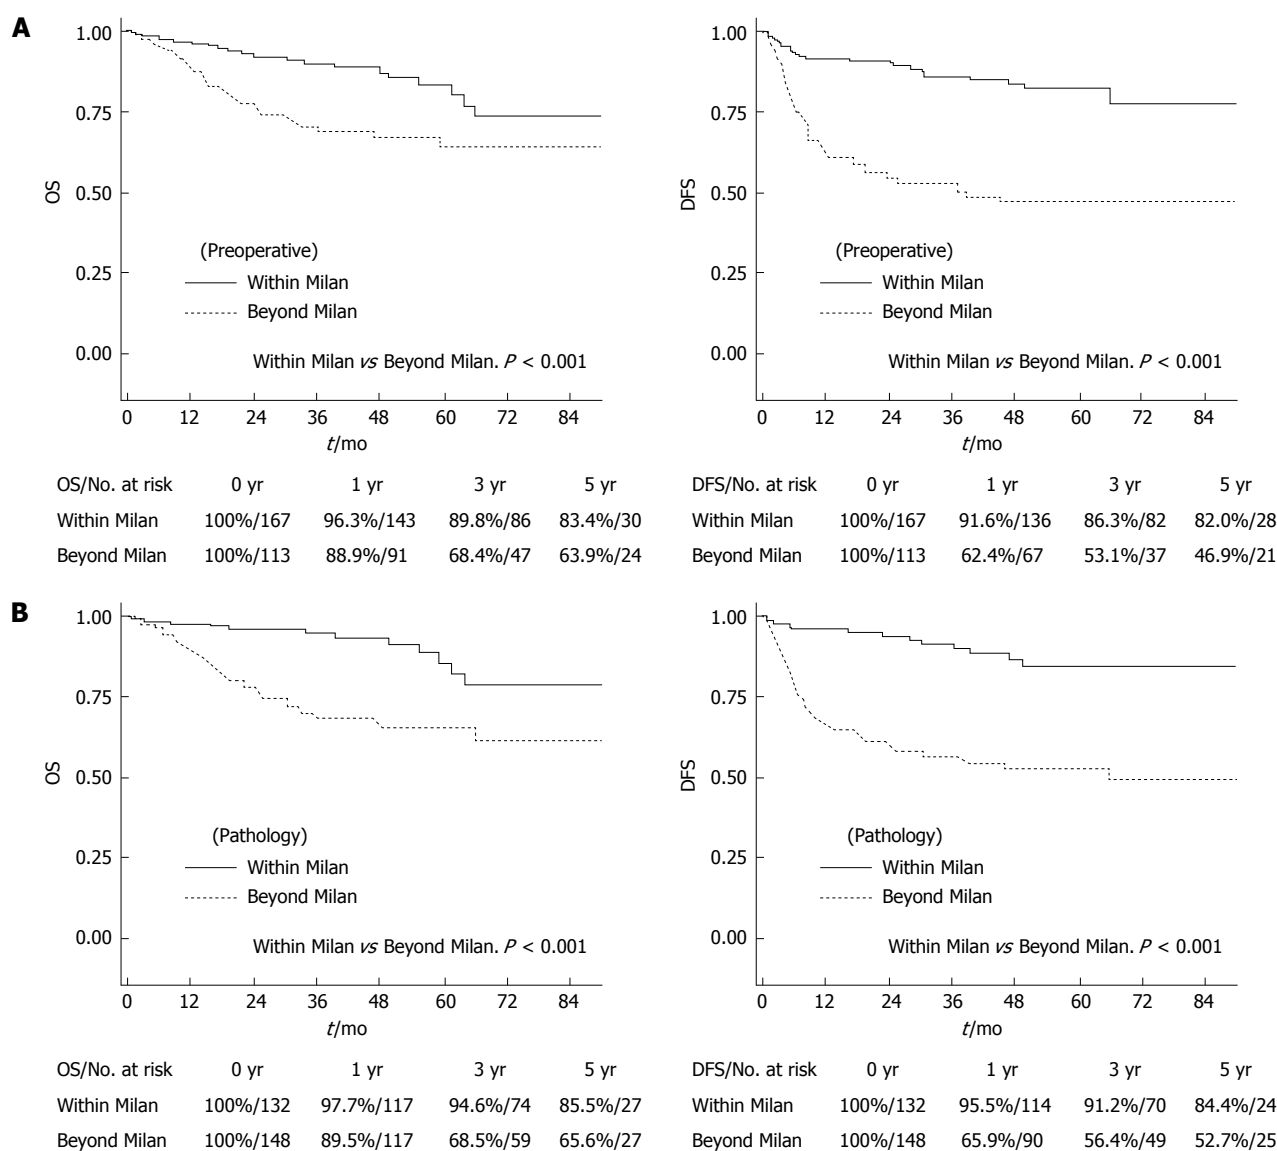 A
1.00
0.75
0.50
0.25
0.00
OS
(Preoperative)
Within Milan
Beyond Milan
Within Milan vs Beyond Milan. P < 0.001
0 12 24 36 48 60 72 84
t/mo
OS/No. at risk 0 yr 1 yr 3 yr 5 yr
Within Milan 100%/167 96.3%/143 89.8%/86 83.4%/30
Beyond Milan 100%/113 88.9%/91 68.4%/47 63.9%/24
1.00
0.75
0.50
0.25
0.00
DFS
(Preoperative)
Within Milan
Beyond Milan
Within Milan vs Beyond Milan. P < 0.001
0 12 24 36 48 60 72 84
t/mo
DFS/No. at risk 0 yr 1 yr 3 yr 5 yr
Within Milan 100%/167 91.6%/136 86.3%/82 82.0%/28
Beyond Milan 100%/113 62.4%/67 53.1%/37 46.9%/21
B
1.00
0.75
0.50
0.25
0.00
OS
(Pathology)
Within Milan
Beyond Milan
Within Milan vs Beyond Milan. P < 0.001
0 12 24 36 48 60 72 84
t/mo
OS/No. at risk 0 yr 1 yr 3 yr 5 yr
Within Milan 100%/132 97.7%/117 94.6%/74 85.5%/27
Beyond Milan 100%/148 89.5%/117 68.5%/59 65.6%/27
1.00
0.75
0.50
0.25
0.00
DFS
(Pathology)
Within Milan
Beyond Milan
Within Milan vs Beyond Milan. P < 0.001
0 12 24 36 48 60 72 84
t/mo
DFS/No. at risk 0 yr 1 yr 3 yr 5 yr
Within Milan 100%/132 95.5%/114 91.2%/70 84.4%/24
Beyond Milan 100%/148 65.9%/90 56.4%/49 52.7%/25